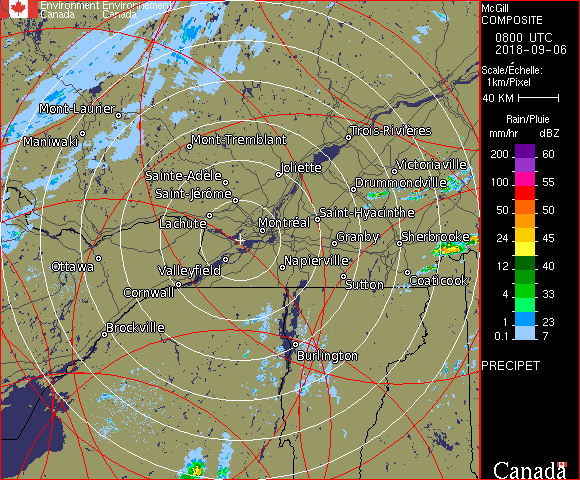 Environment Environnement
Canada Canada
Mont-Laurier
Maniwaki
Mont-Tremblant
Trois-Rivières
Joliette
Victoriaville
Sainte-Adèle
Drummondville
Saint-Jérôme
Lachute
Saint-Hyacinthe
Montréal
Granby
Sherbrooke
Ottawa
Valleyfield
Napierville
Cornwall
Sutton
Coaticook
Brockville
Burlington
McGill
COMPOSITE
0800 UTC
2018-09-06
Scale/Échelle:
1km/Pixel
40 KM
Rain/Pluie
mm/hr dBZ
200 60
100 55
50 50
24 45
12 40
4 33
2 23
0.1 7
PRECIPET
Canada